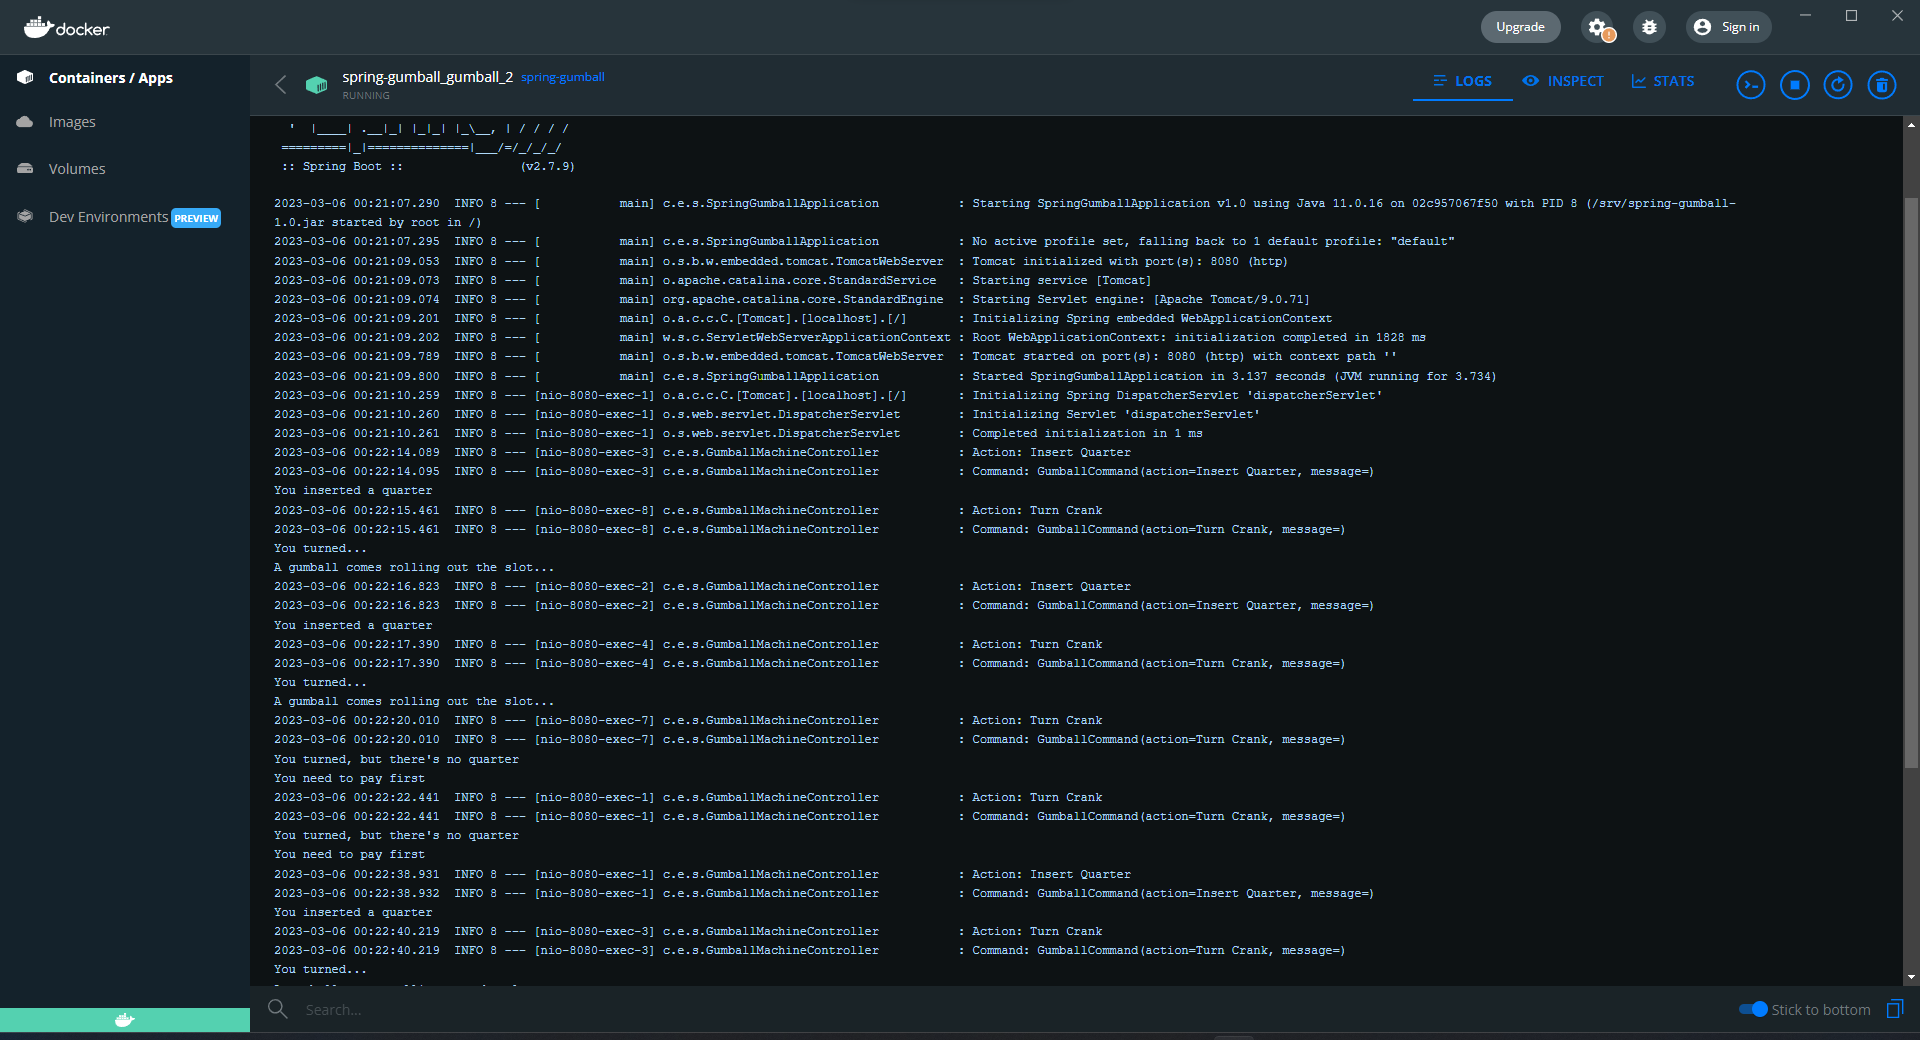 docker
Upgrade
Sign in
Containers / Apps
Images
Volumes
Dev Environments PREVIEW
spring-gumball_gumball_2 spring-gumball
RUNNING
LOGS
INSPECT
STATS
'  |____| .__|_| |_|_| |_\__, | / / / /
=========|_|==============|___/=/_/_/_/
:: Spring Boot ::                (v2.7.9)
2023-03-06 00:21:07.290  INFO 8 --- [           main] c.e.s.SpringGumballApplication           : Starting SpringGumballApplication v1.0 using Java 11.0.16 on 02c957067f50 with PID 8 (/srv/spring-gumball-
1.0.jar started by root in /)
2023-03-06 00:21:07.295  INFO 8 --- [           main] c.e.s.SpringGumballApplication           : No active profile set, falling back to 1 default profile: "default"
2023-03-06 00:21:09.053  INFO 8 --- [           main] o.s.b.w.embedded.tomcat.TomcatWebServer  : Tomcat initialized with port(s): 8080 (http)
2023-03-06 00:21:09.073  INFO 8 --- [           main] o.apache.catalina.core.StandardService   : Starting service [Tomcat]
2023-03-06 00:21:09.074  INFO 8 --- [           main] org.apache.catalina.core.StandardEngine  : Starting Servlet engine: [Apache Tomcat/9.0.71]
2023-03-06 00:21:09.201  INFO 8 --- [           main] o.a.c.c.C.[Tomcat].[localhost].[/]       : Initializing Spring embedded WebApplicationContext
2023-03-06 00:21:09.202  INFO 8 --- [           main] w.s.c.ServletWebServerApplicationContext : Root WebApplicationContext: initialization completed in 1828 ms
2023-03-06 00:21:09.789  INFO 8 --- [           main] o.s.b.w.embedded.tomcat.TomcatWebServer  : Tomcat started on port(s): 8080 (http) with context path ''
2023-03-06 00:21:09.800  INFO 8 --- [           main] c.e.s.SpringGumballApplication           : Started SpringGumballApplication in 3.137 seconds (JVM running for 3.734)
2023-03-06 00:21:10.259  INFO 8 --- [nio-8080-exec-1] o.a.c.c.C.[Tomcat].[localhost].[/]       : Initializing Spring DispatcherServlet 'dispatcherServlet'
2023-03-06 00:21:10.260  INFO 8 --- [nio-8080-exec-1] o.s.web.servlet.DispatcherServlet        : Initializing Servlet 'dispatcherServlet'
2023-03-06 00:21:10.261  INFO 8 --- [nio-8080-exec-1] o.s.web.servlet.DispatcherServlet        : Completed initialization in 1 ms
2023-03-06 00:22:14.089  INFO 8 --- [nio-8080-exec-3] c.e.s.GumballMachineController           : Action: Insert Quarter
2023-03-06 00:22:14.095  INFO 8 --- [nio-8080-exec-3] c.e.s.GumballMachineController           : Command: GumballCommand(action=Insert Quarter, message=)
You inserted a quarter
2023-03-06 00:22:15.461  INFO 8 --- [nio-8080-exec-8] c.e.s.GumballMachineController           : Action: Turn Crank
2023-03-06 00:22:15.461  INFO 8 --- [nio-8080-exec-8] c.e.s.GumballMachineController           : Command: GumballCommand(action=Turn Crank, message=)
You turned...
A gumball comes rolling out the slot...
2023-03-06 00:22:16.823  INFO 8 --- [nio-8080-exec-2] c.e.s.GumballMachineController           : Action: Insert Quarter
2023-03-06 00:22:16.823  INFO 8 --- [nio-8080-exec-2] c.e.s.GumballMachineController           : Command: GumballCommand(action=Insert Quarter, message=)
You inserted a quarter
2023-03-06 00:22:17.390  INFO 8 --- [nio-8080-exec-4] c.e.s.GumballMachineController           : Action: Turn Crank
2023-03-06 00:22:17.390  INFO 8 --- [nio-8080-exec-4] c.e.s.GumballMachineController           : Command: GumballCommand(action=Turn Crank, message=)
You turned...
A gumball comes rolling out the slot...
2023-03-06 00:22:20.010  INFO 8 --- [nio-8080-exec-7] c.e.s.GumballMachineController           : Action: Turn Crank
2023-03-06 00:22:20.010  INFO 8 --- [nio-8080-exec-7] c.e.s.GumballMachineController           : Command: GumballCommand(action=Turn Crank, message=)
You turned, but there's no quarter
You need to pay first
2023-03-06 00:22:22.441  INFO 8 --- [nio-8080-exec-1] c.e.s.GumballMachineController           : Action: Turn Crank
2023-03-06 00:22:22.441  INFO 8 --- [nio-8080-exec-1] c.e.s.GumballMachineController           : Command: GumballCommand(action=Turn Crank, message=)
You turned, but there's no quarter
You need to pay first
2023-03-06 00:22:38.931  INFO 8 --- [nio-8080-exec-1] c.e.s.GumballMachineController           : Action: Insert Quarter
2023-03-06 00:22:38.932  INFO 8 --- [nio-8080-exec-1] c.e.s.GumballMachineController           : Command: GumballCommand(action=Insert Quarter, message=)
You inserted a quarter
2023-03-06 00:22:40.219  INFO 8 --- [nio-8080-exec-3] c.e.s.GumballMachineController           : Action: Turn Crank
2023-03-06 00:22:40.219  INFO 8 --- [nio-8080-exec-3] c.e.s.GumballMachineController           : Command: GumballCommand(action=Turn Crank, message=)
You turned...
Search...
Stick to bottom